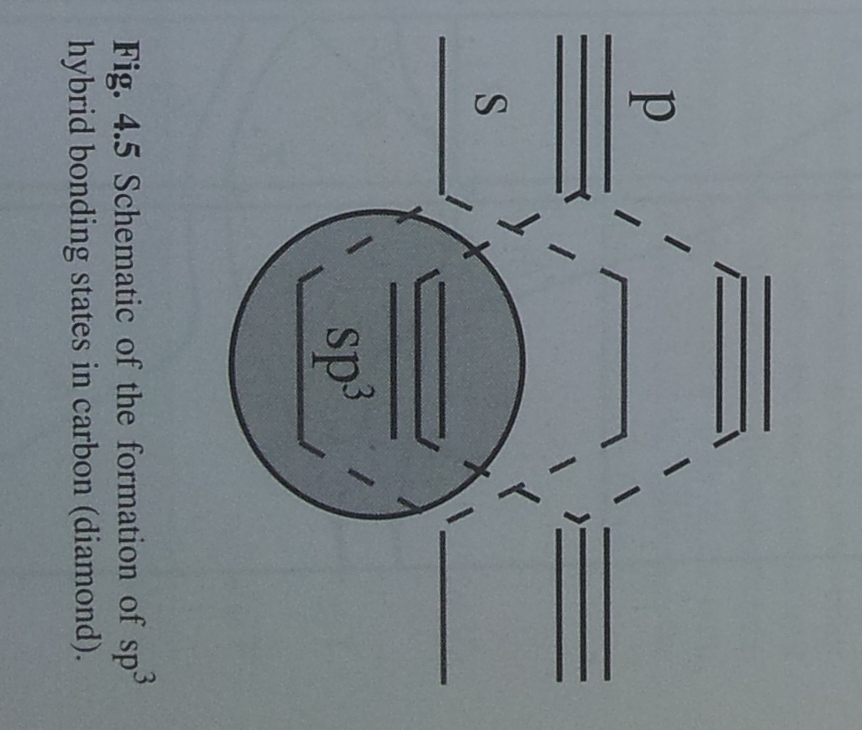 p
s
sp³
Fig. 4.5 Schematic of the formation of sp³
hybrid bonding states in carbon (diamond).